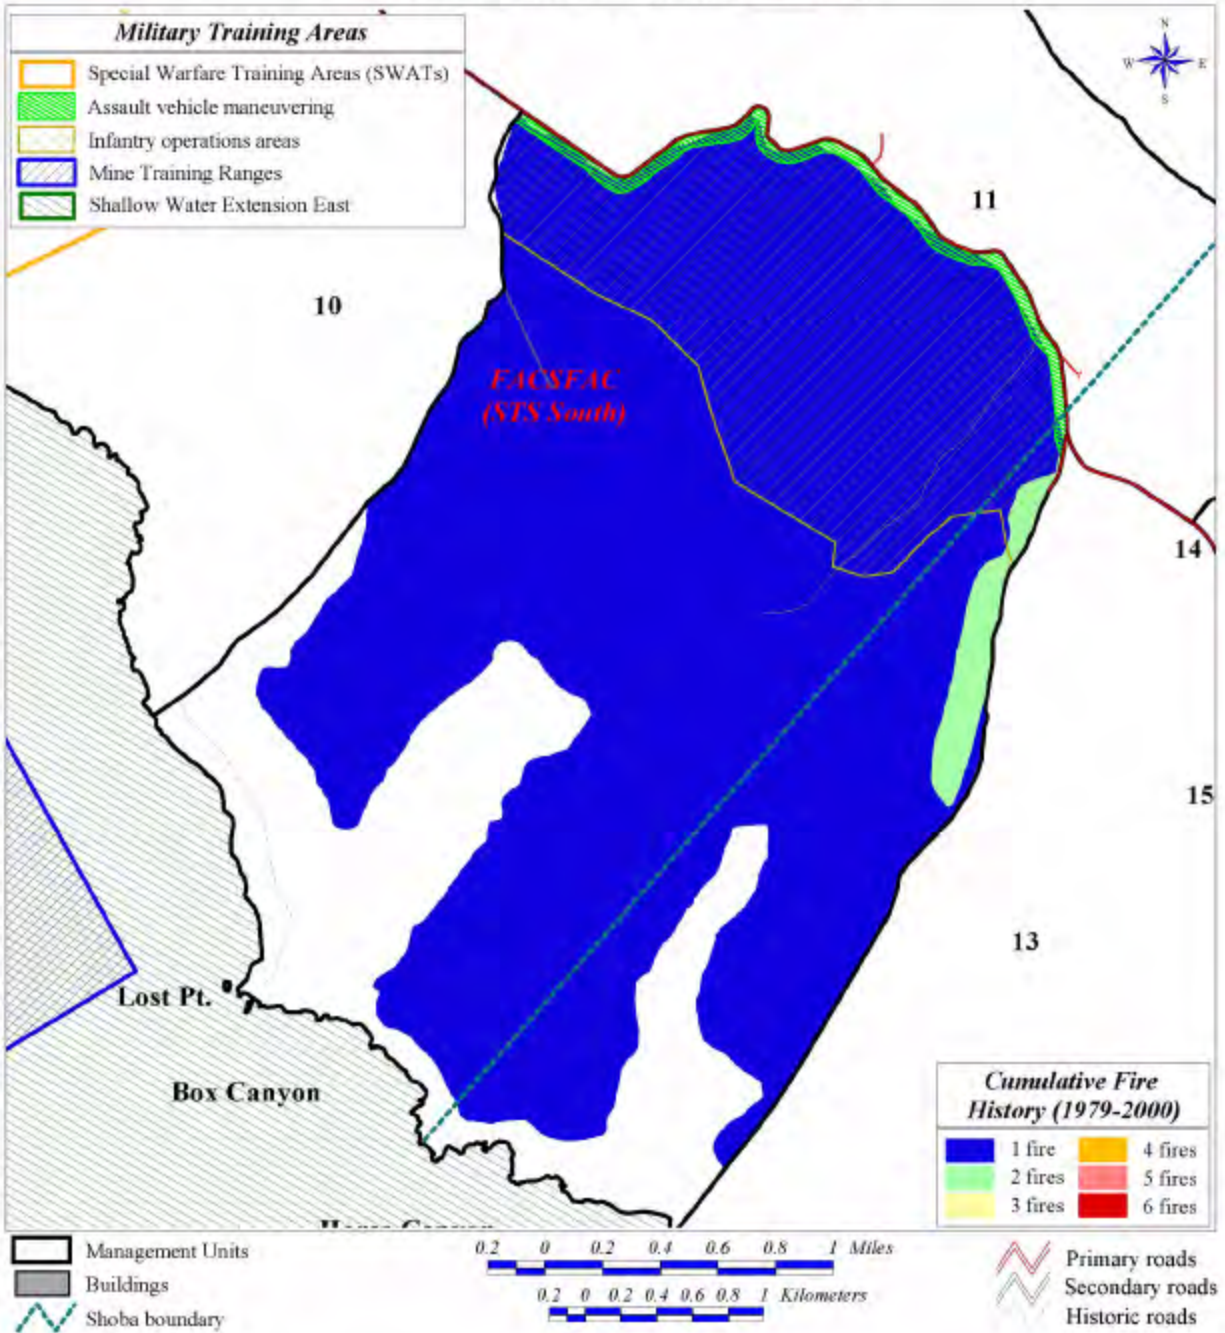 Military Training Areas
Special Warfare Training Areas (SWATs)
Assault vehicle maneuvering
Infantry operations areas
Mine Training Ranges
Shallow Water Extension East
N
W E
S
11
10
FACSFAC
(STS South)
14
15
13
Lost Pt.
Box Canyon
Cumulative Fire
History (1979-2000)
1 fire 4 fires
2 fires 5 fires
3 fires 6 fires
Management Units
Buildings
Shoba boundary
0.2 0 0.2 0.4 0.6 0.8 1 Miles
0.2 0 0.2 0.4 0.6 0.8 1 Kilometers
Primary roads
Secondary roads
Historic roads